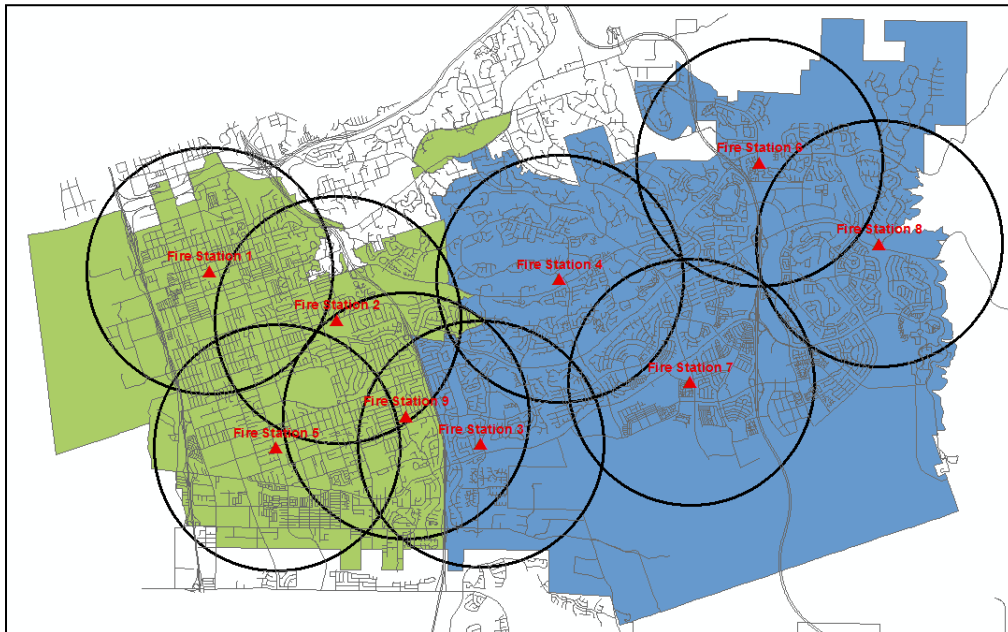 Fire Station 6
Fire Station 8
Fire Station 1
Fire Station 4
Fire Station 2
Fire Station 7
Fire Station 9
Fire Station 3
Fire Station 5